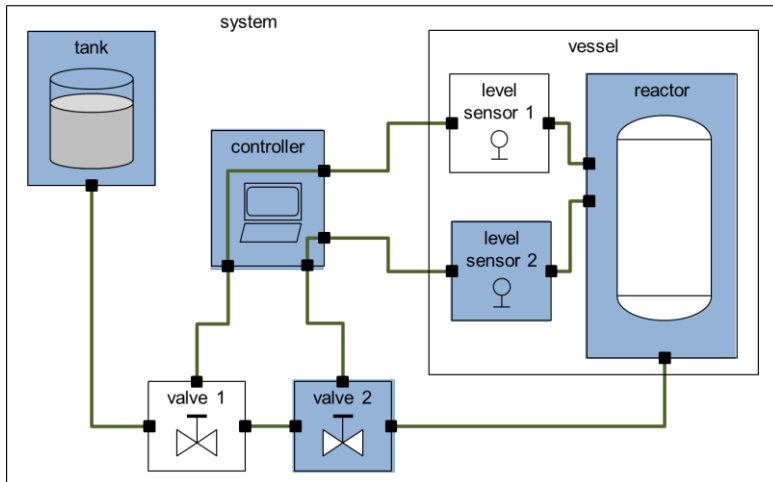 system
tank
vessel
level
sensor 1
reactor
controller
level
sensor 2
valve 1
valve 2